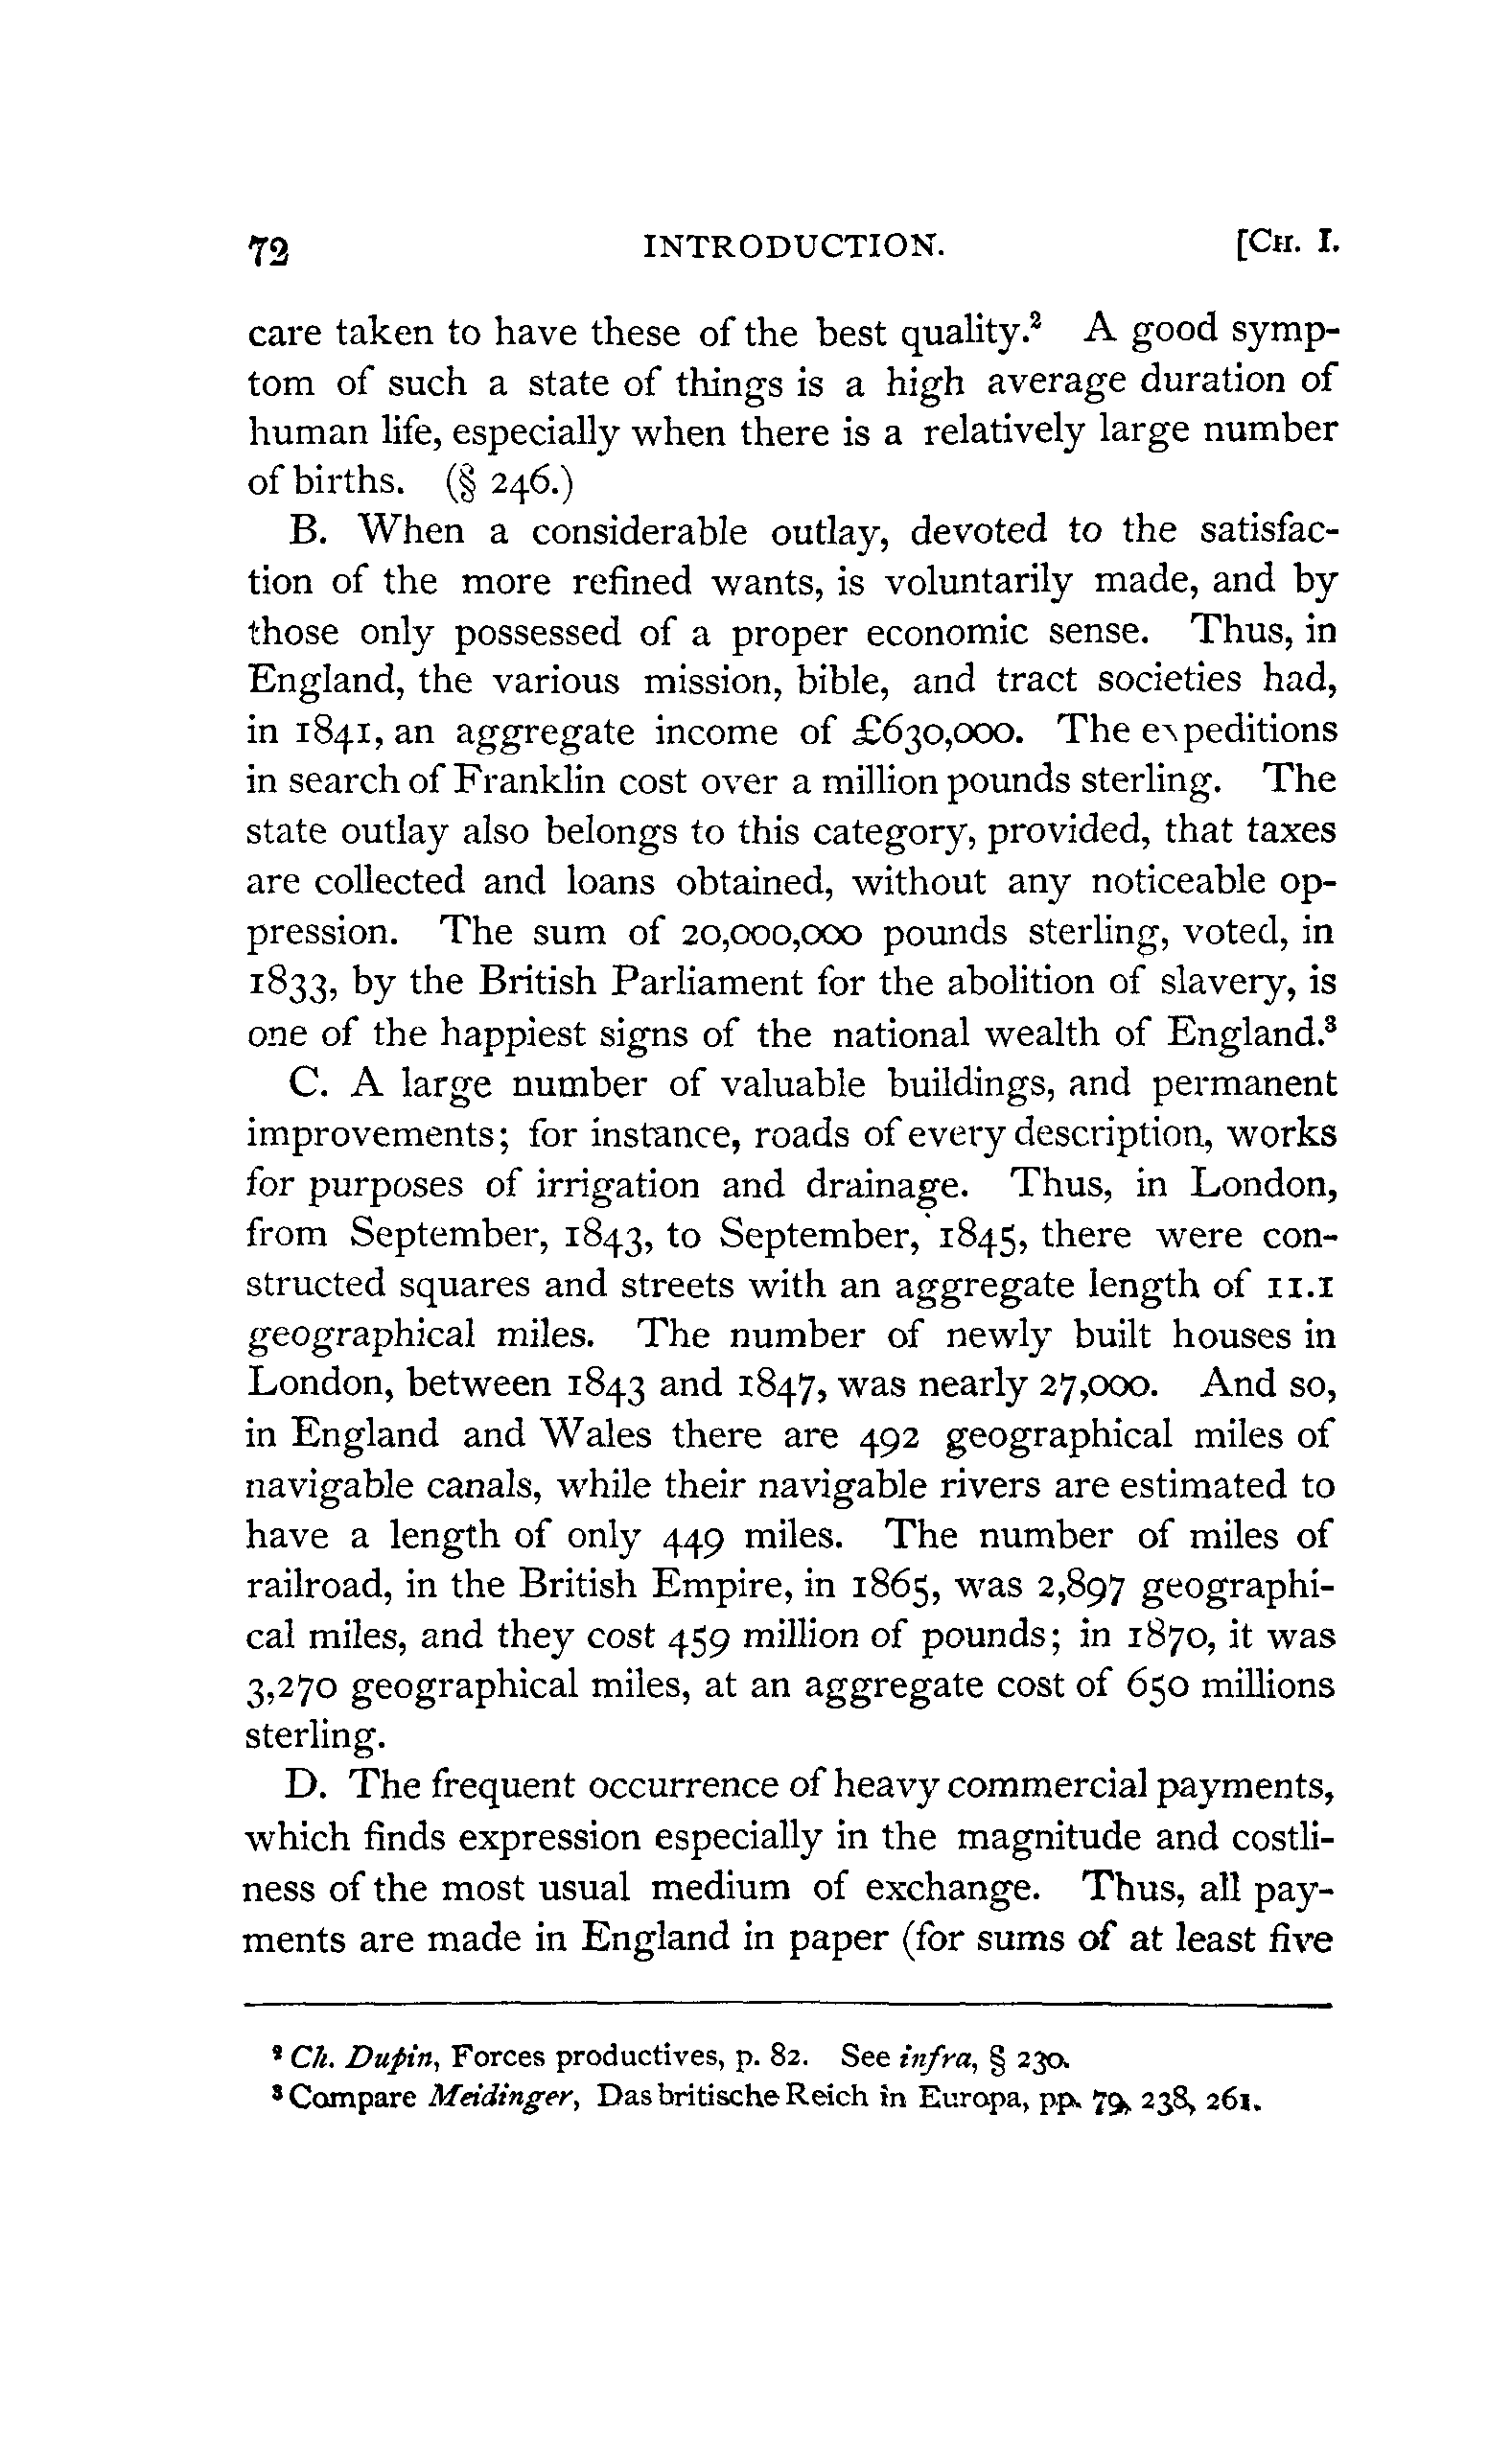 72 INTRODUCTION. [CH. I.
care taken to have these of the best quality.² A good symp-
tom of such a state of things is a high average duration of
human life, especially when there is a relatively large number
of births. (§ 246.)
B. When a considerable outlay, devoted to the satisfac-
tion of the more refined wants, is voluntarily made, and by
those only possessed of a proper economic sense. Thus, in
England, the various mission, bible, and tract societies had,
in 1841, an aggregate income of £630,000. The expeditions
in search of Franklin cost over a million pounds sterling. The
state outlay also belongs to this category, provided, that taxes
are collected and loans obtained, without any noticeable op-
pression. The sum of 20,000,000 pounds sterling, voted, in
1833, by the British Parliament for the abolition of slavery, is
one of the happiest signs of the national wealth of England.³
C. A large number of valuable buildings, and permanent
improvements; for instance, roads of every description, works
for purposes of irrigation and drainage. Thus, in London,
from September, 1843, to September, 1845, there were con-
structed squares and streets with an aggregate length of 11.1
geographical miles. The number of newly built houses in
London, between 1843 and 1847, was nearly 27,000. And so,
in England and Wales there are 492 geographical miles of
navigable canals, while their navigable rivers are estimated to
have a length of only 449 miles. The number of miles of
railroad, in the British Empire, in 1865, was 2,897 geographi-
cal miles, and they cost 459 million of pounds; in 1870, it was
3,270 geographical miles, at an aggregate cost of 650 millions
sterling.
D. The frequent occurrence of heavy commercial payments,
which finds expression especially in the magnitude and costli-
ness of the most usual medium of exchange. Thus, all pay-
ments are made in England in paper (for sums of at least five
² Ch. Dupin, Forces productives, p. 82. See infra, § 230.
³ Compare Meidinger, Das britische Reich in Europa, pp. 79, 238, 261.